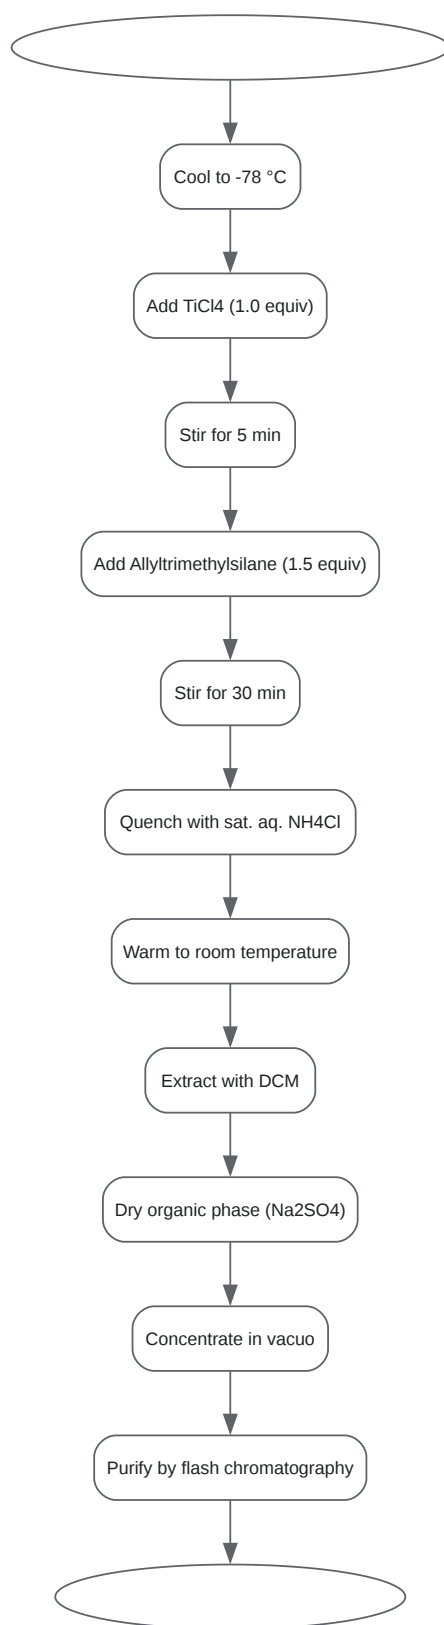 Cool to -78 °C
Add TiCl4 (1.0 equiv)
Stir for 5 min
Add Allyltrimethylsilane (1.5 equiv)
Stir for 30 min
Quench with sat. aq. NH4Cl
Warm to room temperature
Extract with DCM
Dry organic phase (Na2SO4)
Concentrate in vacuo
Purify by flash chromatography